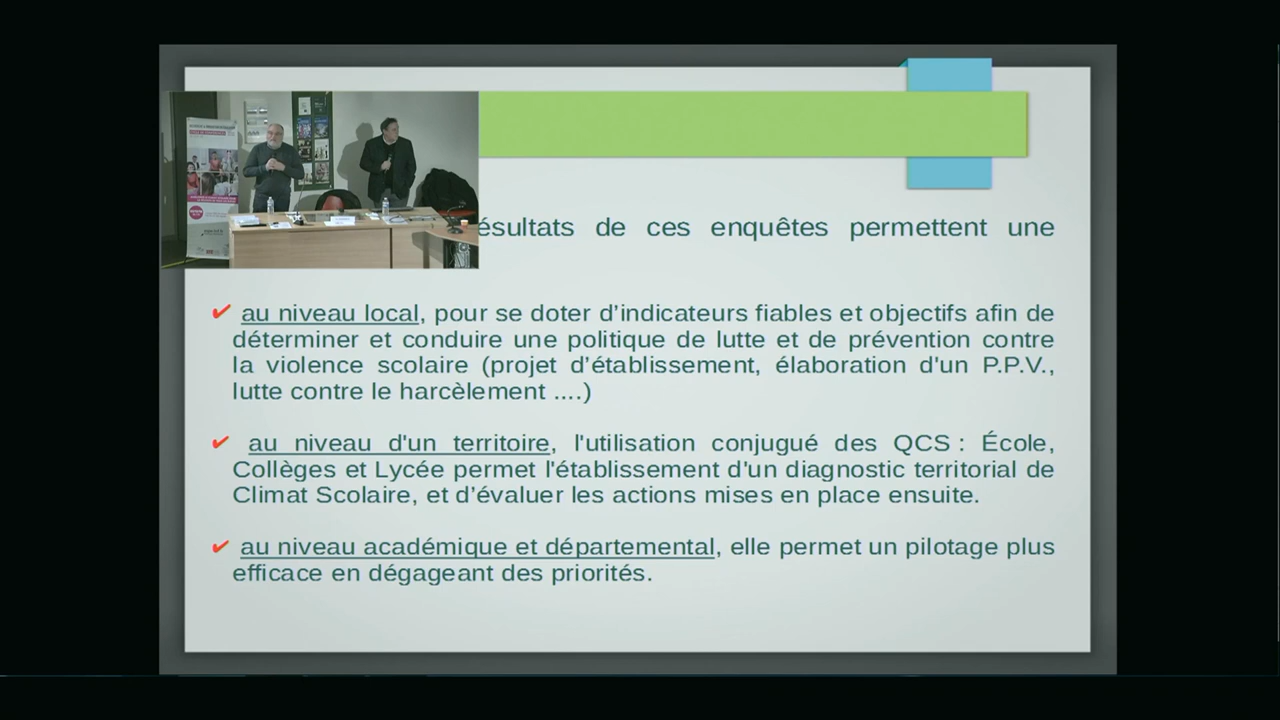 ésultats de ces enquêtes permettent une
✔ au niveau local, pour se doter d’indicateurs fiables et objectifs afin de
déterminer et conduire une politique de lutte et de prévention contre
la violence scolaire (projet d’établissement, élaboration d'un P.P.V.,
lutte contre le harcèlement ....)
✔ au niveau d'un territoire, l'utilisation conjugué des QCS : École,
Collèges et Lycée permet l'établissement d'un diagnostic territorial de
Climat Scolaire, et d’évaluer les actions mises en place ensuite.
✔ au niveau académique et départemental, elle permet un pilotage plus
efficace en dégageant des priorités.